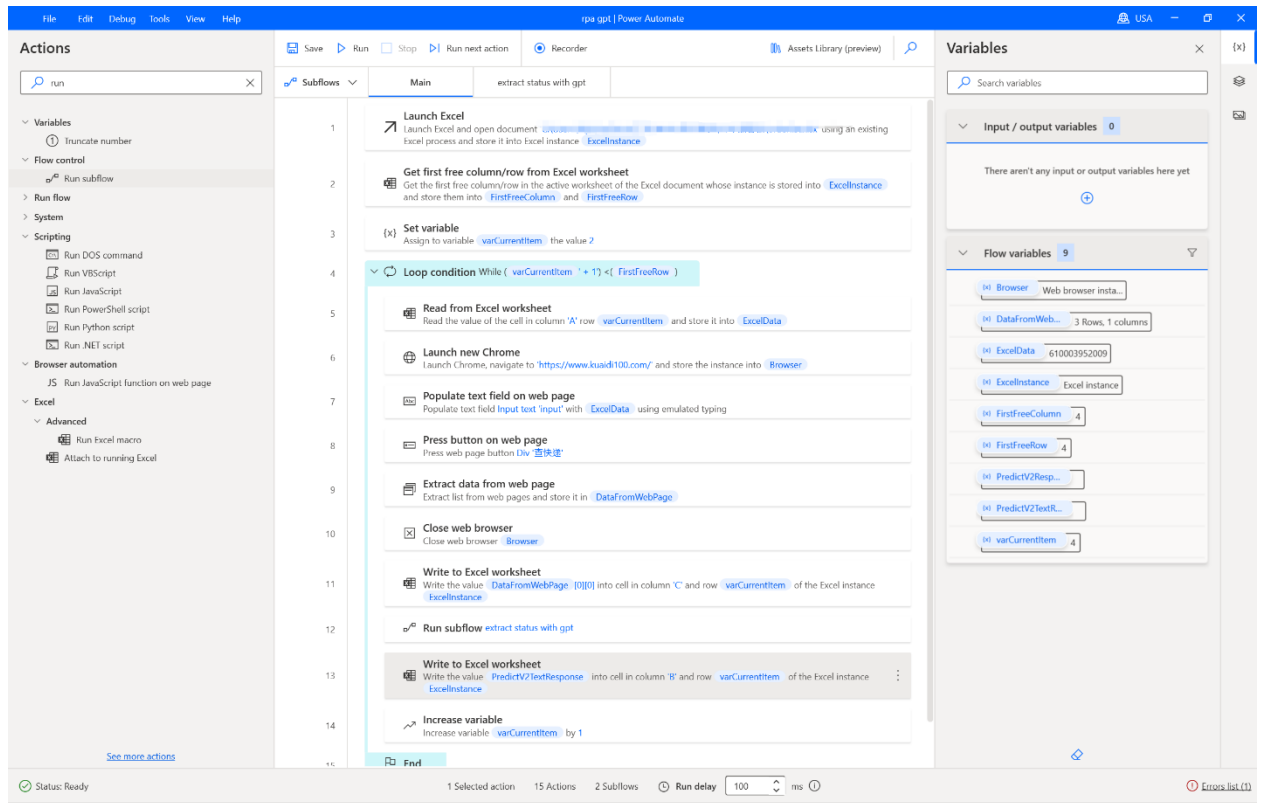 File Edit Debug Tools View Help
rpa gpt | Power Automate
USA
Actions
run
Variables
Truncate number
Flow control
Run subflow
Run flow
System
Scripting
Run DOS command
Run VBScript
Run JavaScript
Run PowerShell script
Run Python script
Run .NET script
Browser automation
JS Run JavaScript function on web page
Excel
Advanced
Run Excel macro
Attach to running Excel
See more actions
Save Run Stop Run next action Recorder Assets Library (preview)
Subflows Main extract status with gpt
1 Launch Excel
Launch Excel and open document using an existing
Excel process and store it into Excel instance ExcelInstance
2 Get first free column/row from Excel worksheet
Get the first free column/row in the active worksheet of the Excel document whose instance is stored into ExcelInstance
and store them into FirstFreeColumn and FirstFreeRow
3 {x} Set variable
Assign to variable varCurrentItem the value 2
4 Loop condition While ( varCurrentItem ' + 1') <( FirstFreeRow )
5 Read from Excel worksheet
Read the value of the cell in column 'A' row varCurrentItem and store it into ExcelData
6 Launch new Chrome
Launch Chrome, navigate to 'https://www.kuaidi100.com/' and store the instance into Browser
7 Populate text field on web page
Populate text field Input text 'input' with ExcelData using emulated typing
8 Press button on web page
Press web page button Div '查快递'
9 Extract data from web page
Extract list from web pages and store it in DataFromWebPage
10 Close web browser
Close web browser Browser
11 Write to Excel worksheet
Write the value DataFromWebPage [0][0] into cell in column 'C' and row varCurrentItem of the Excel instance
ExcelInstance
12 Run subflow extract status with gpt
13 Write to Excel worksheet
Write the value PredictV2TextResponse into cell in column 'B' and row varCurrentItem of the Excel instance
ExcelInstance
14 Increase variable
Increase variable varCurrentItem by 1
15 End
Variables
{x}
Search variables
Input / output variables 0
There aren't any input or output variables here yet
Flow variables 9
(x) Browser Web browser insta...
(x) DataFromWeb... 3 Rows, 1 columns
(x) ExcelData 610003952009
(x) ExcelInstance Excel instance
(x) FirstFreeColumn 4
(x) FirstFreeRow 4
(x) PredictV2Resp...
(x) PredictV2TextR...
(x) varCurrentItem 4
Status: Ready 1 Selected action 15 Actions 2 Subflows Run delay 100 ms Errors list (1)